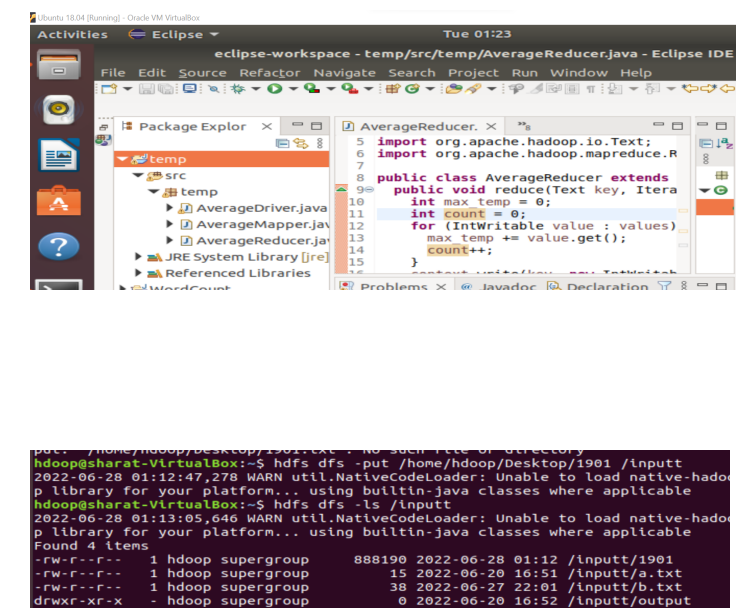 Ubuntu 18.04 [Running] - Oracle VM VirtualBox
Activities Eclipse Tue 01:23
eclipse-workspace - temp/src/temp/AverageReducer.java - Eclipse IDE
File Edit Source Refactor Navigate Search Project Run Window Help
Package Explor
temp
src
temp
AverageDriver.java
AverageMapper.jav
AverageReducer.ja
JRE System Library [jre]
Referenced Libraries
WordCount
AverageReducer. »8
5 import org.apache.hadoop.io.Text;
6 import org.apache.hadoop.mapreduce.R
7
8 public class AverageReducer extends
9 public void reduce(Text key, Itera
10 int max_temp = 0;
11 int count = 0;
12 for (IntWritable value : values)
13 max_temp += value.get();
14 count++;
15 }
16 context.write(key, new IntWritab
Problems Javadoc Declaration
put: `/home/hdoop/Desktop/1901.txt': No such file or directory
hdoop@sharat-VirtualBox:~$ hdfs dfs -put /home/hdoop/Desktop/1901 /inputt
2022-06-28 01:12:47,278 WARN util.NativeCodeLoader: Unable to load native-hadoo
p library for your platform... using builtin-java classes where applicable
hdoop@sharat-VirtualBox:~$ hdfs dfs -ls /inputt
2022-06-28 01:13:05,646 WARN util.NativeCodeLoader: Unable to load native-hadoo
p library for your platform... using builtin-java classes where applicable
Found 4 items
-rw-r--r-- 1 hdoop supergroup 888190 2022-06-28 01:12 /inputt/1901
-rw-r--r-- 1 hdoop supergroup 15 2022-06-20 16:51 /inputt/a.txt
-rw-r--r-- 1 hdoop supergroup 38 2022-06-27 22:01 /inputt/b.txt
drwxr-xr-x - hdoop supergroup 0 2022-06-20 16:52 /inputt/output